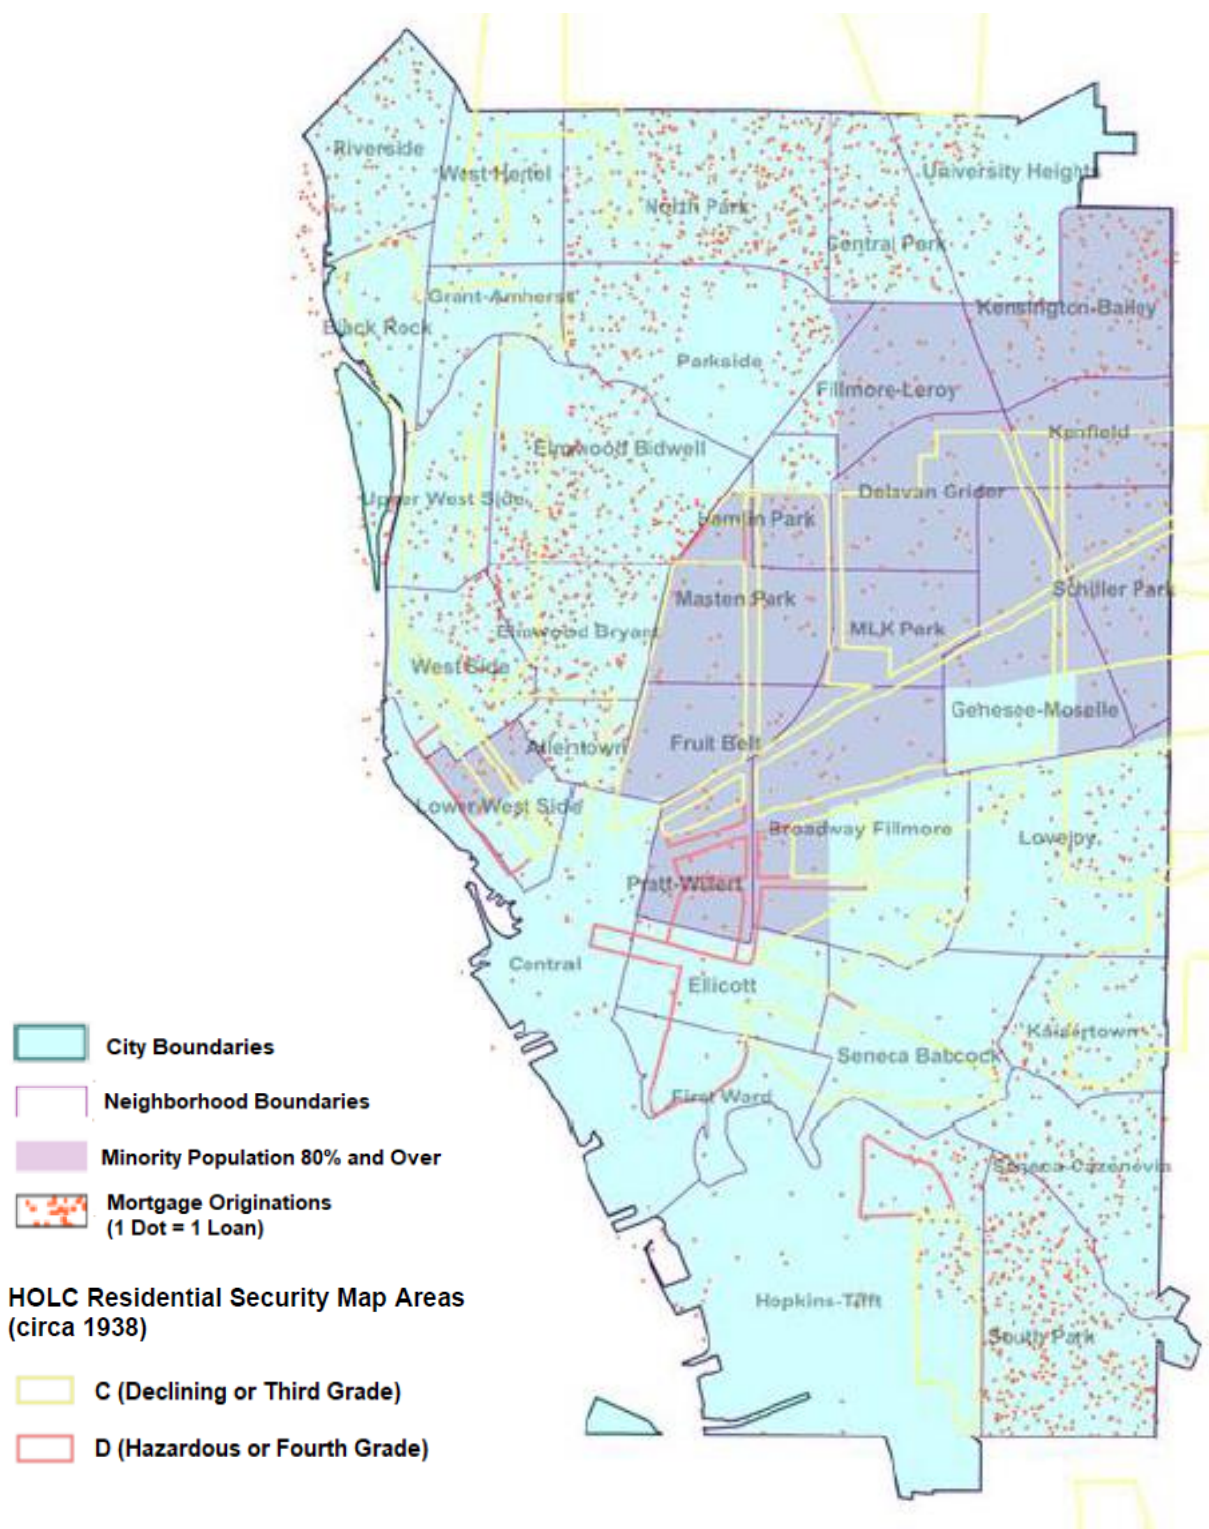 Riverside
West Hertel
University Heights
North Park
Central Park
Grant-Amherst
Kensington-Bailey
Black Rock
Parkside
Fillmore-Leroy
Kenfield
Elmwood Bidwell
Upper West Side
Delavan Grider
Hamlin Park
Schiller Park
Masten Park
MLK Park
Elmwood Bryant
West Side
Genesee-Moselle
Allentown
Fruit Belt
Lower West Side
Broadway Fillmore
Lovejoy
Pratt-Willert
Central
Ellicott
Kaisertown
Seneca Babcock
First Ward
Seneca-Cazenovia
Hopkins-Tifft
South Park
City Boundaries
Neighborhood Boundaries
Minority Population 80% and Over
Mortgage Originations
(1 Dot = 1 Loan)
HOLC Residential Security Map Areas
(circa 1938)
C (Declining or Third Grade)
D (Hazardous or Fourth Grade)